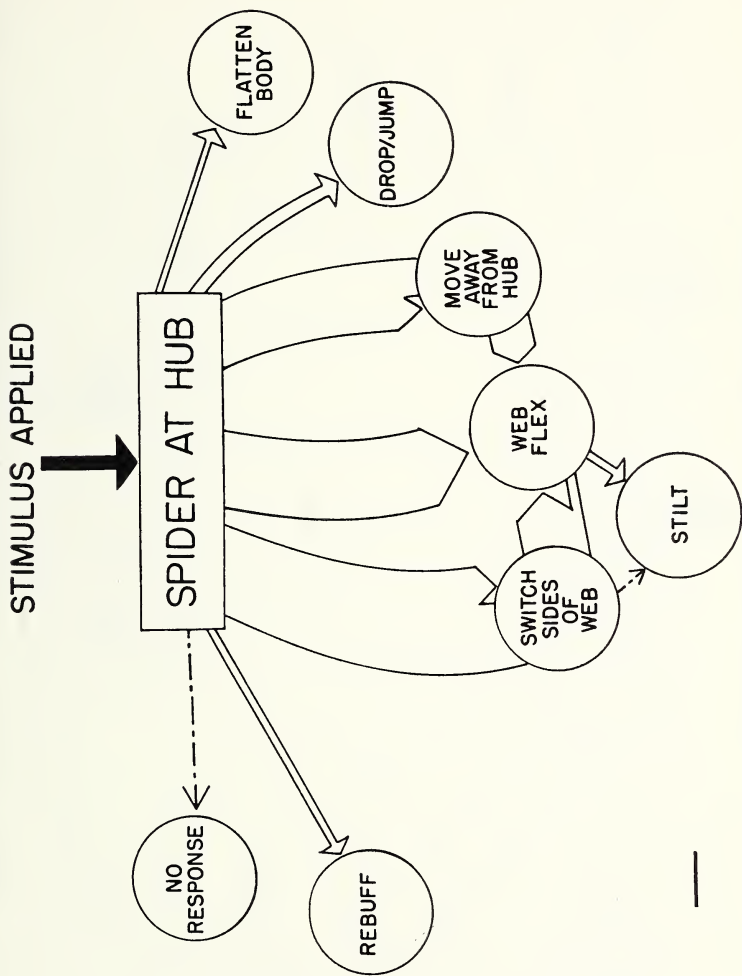 STIMULUS APPLIED
SPIDER AT HUB
NO
RESPONSE
FLATTEN
BODY
REBUFF
DROP/JUMP
MOVE
AWAY
FROM
HUB
WEB
FLEX
SWITCH
SIDES
OF
WEB
STILT